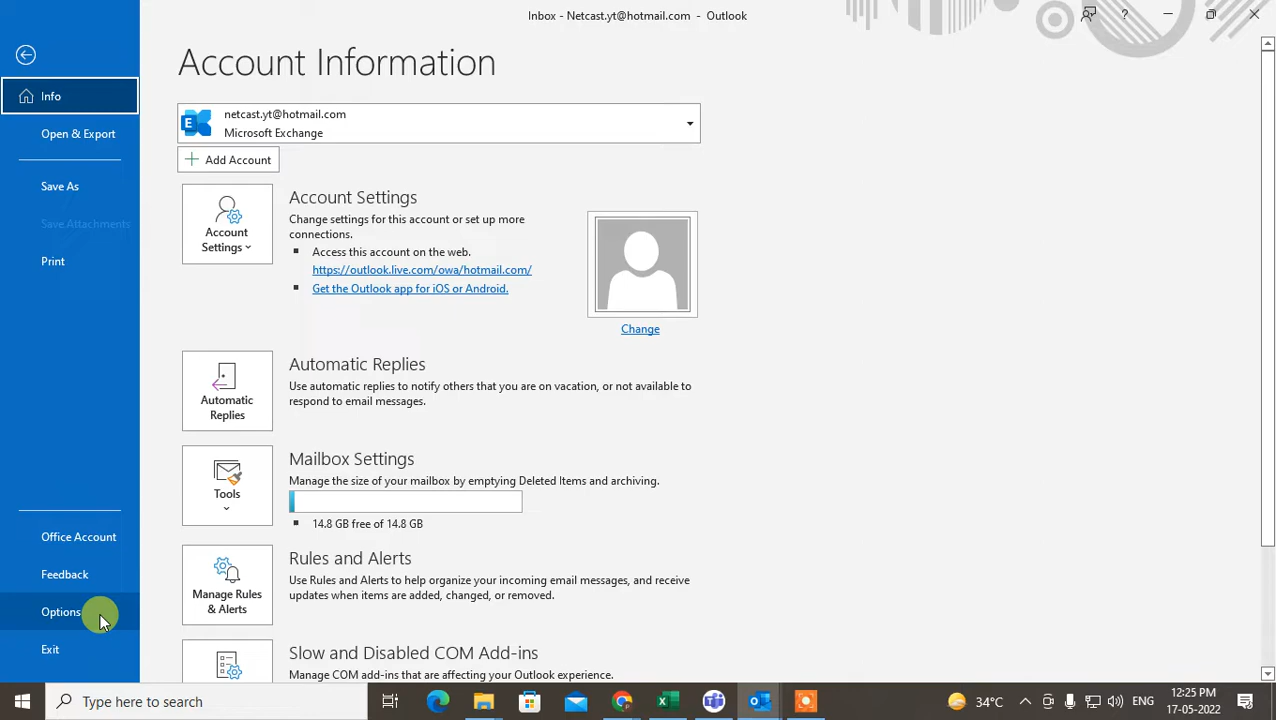 Inbox - Netcast.yt@hotmail.com - Outlook
?
Account Information
Info
Open & Export
Save As
Save Attachments
Print
Office Account
Feedback
Options
Exit
netcast.yt@hotmail.com
Microsoft Exchange
Add Account
Account
Settings
Account Settings
Change settings for this account or set up more
connections.
Access this account on the web.
https://outlook.live.com/owa/hotmail.com/
Get the Outlook app for iOS or Android.
Change
Automatic
Replies
Automatic Replies
Use automatic replies to notify others that you are on vacation, or not available to
respond to email messages.
Tools
Mailbox Settings
Manage the size of your mailbox by emptying Deleted Items and archiving.
14.8 GB free of 14.8 GB
Manage Rules
& Alerts
Rules and Alerts
Use Rules and Alerts to help organize your incoming email messages, and receive
updates when items are added, changed, or removed.
Slow and Disabled COM Add-ins
Manage COM add-ins that are affecting your Outlook experience.
Type here to search
34°C
ENG
12:25 PM
17-05-2022